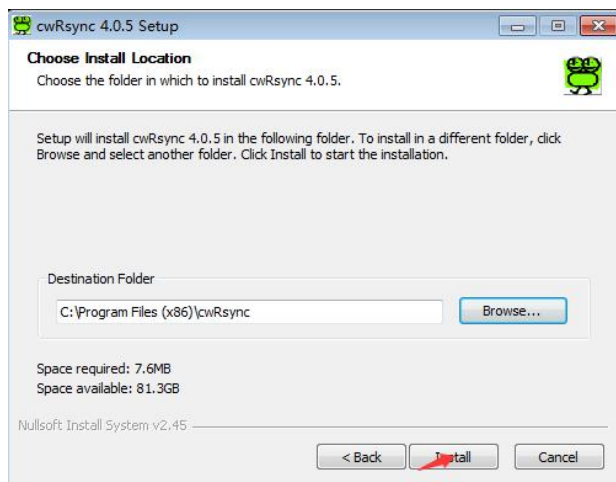 cwRsync 4.0.5 Setup
Choose Install Location
Choose the folder in which to install cwRsync 4.0.5.
Setup will install cwRsync 4.0.5 in the following folder. To install in a different folder, click
Browse and select another folder. Click Install to start the installation.
Destination Folder
C:\Program Files (x86)\cwRsync
Browse...
Space required: 7.6MB
Space available: 81.3GB
Nullsoft Install System v2.45
< Back
Install
Cancel